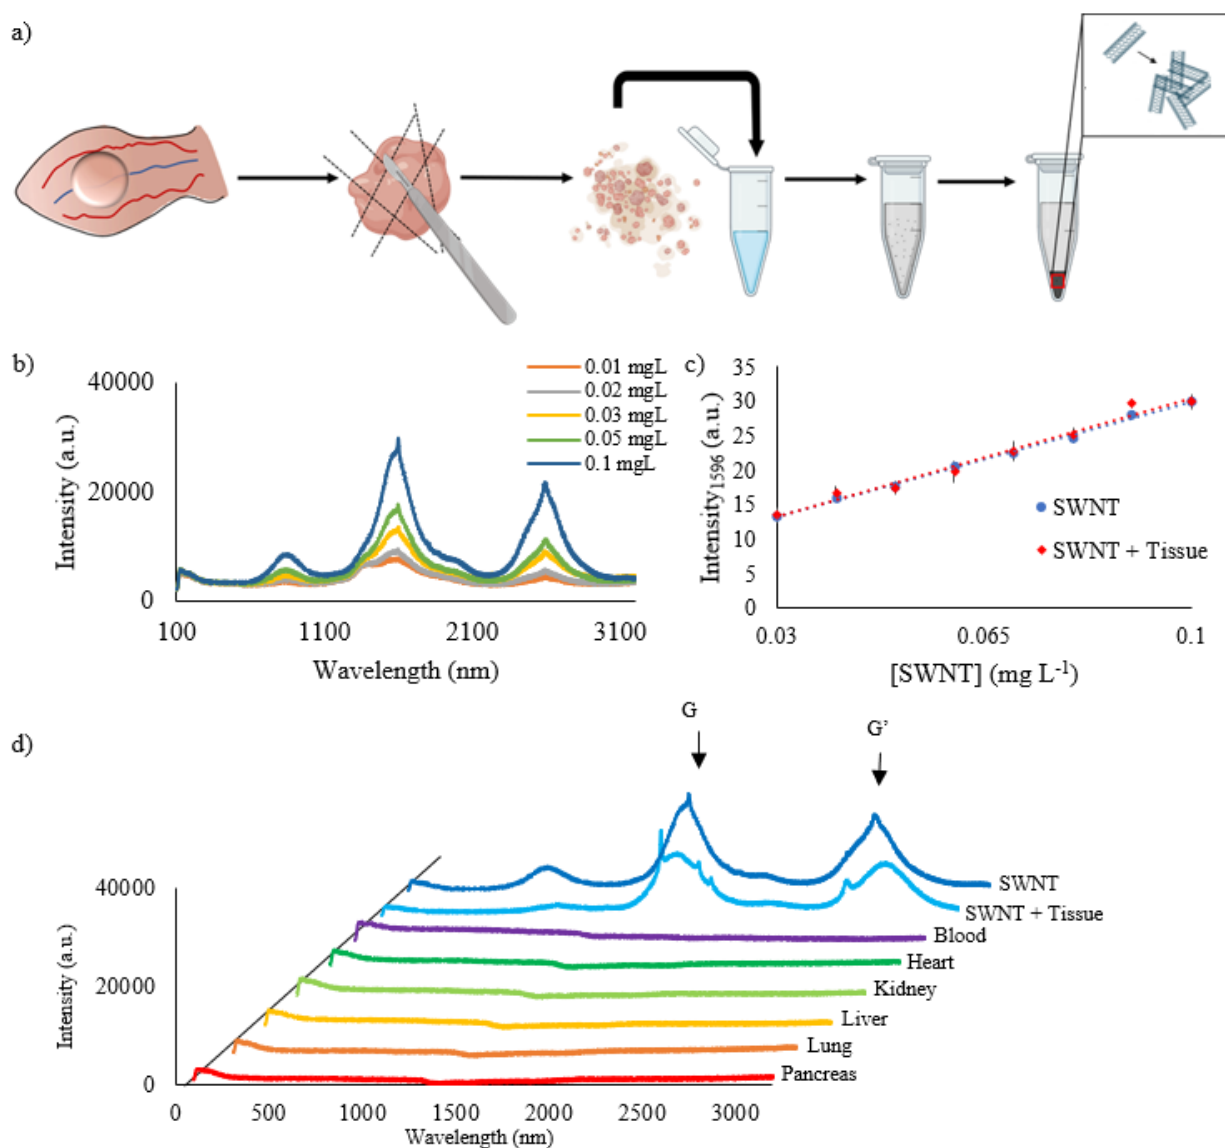 a)
b)
Intensity (a.u.)
40000
20000
0
100
1100
2100
3100
Wavelength (nm)
0.01 mgL
0.02 mgL
0.03 mgL
0.05 mgL
0.1 mgL
c)
Intensity1596 (a.u.)
35
30
25
20
15
10
5
0
0.03
0.065
0.1
[SWNT] (mg L-1)
SWNT
SWNT + Tissue
d)
G
G'
Intensity (a.u.)
40000
20000
0
0
500
1000
1500
2000
2500
3000
Wavelength (nm)
SWNT
SWNT + Tissue
Blood
Heart
Kidney
Liver
Lung
Pancreas